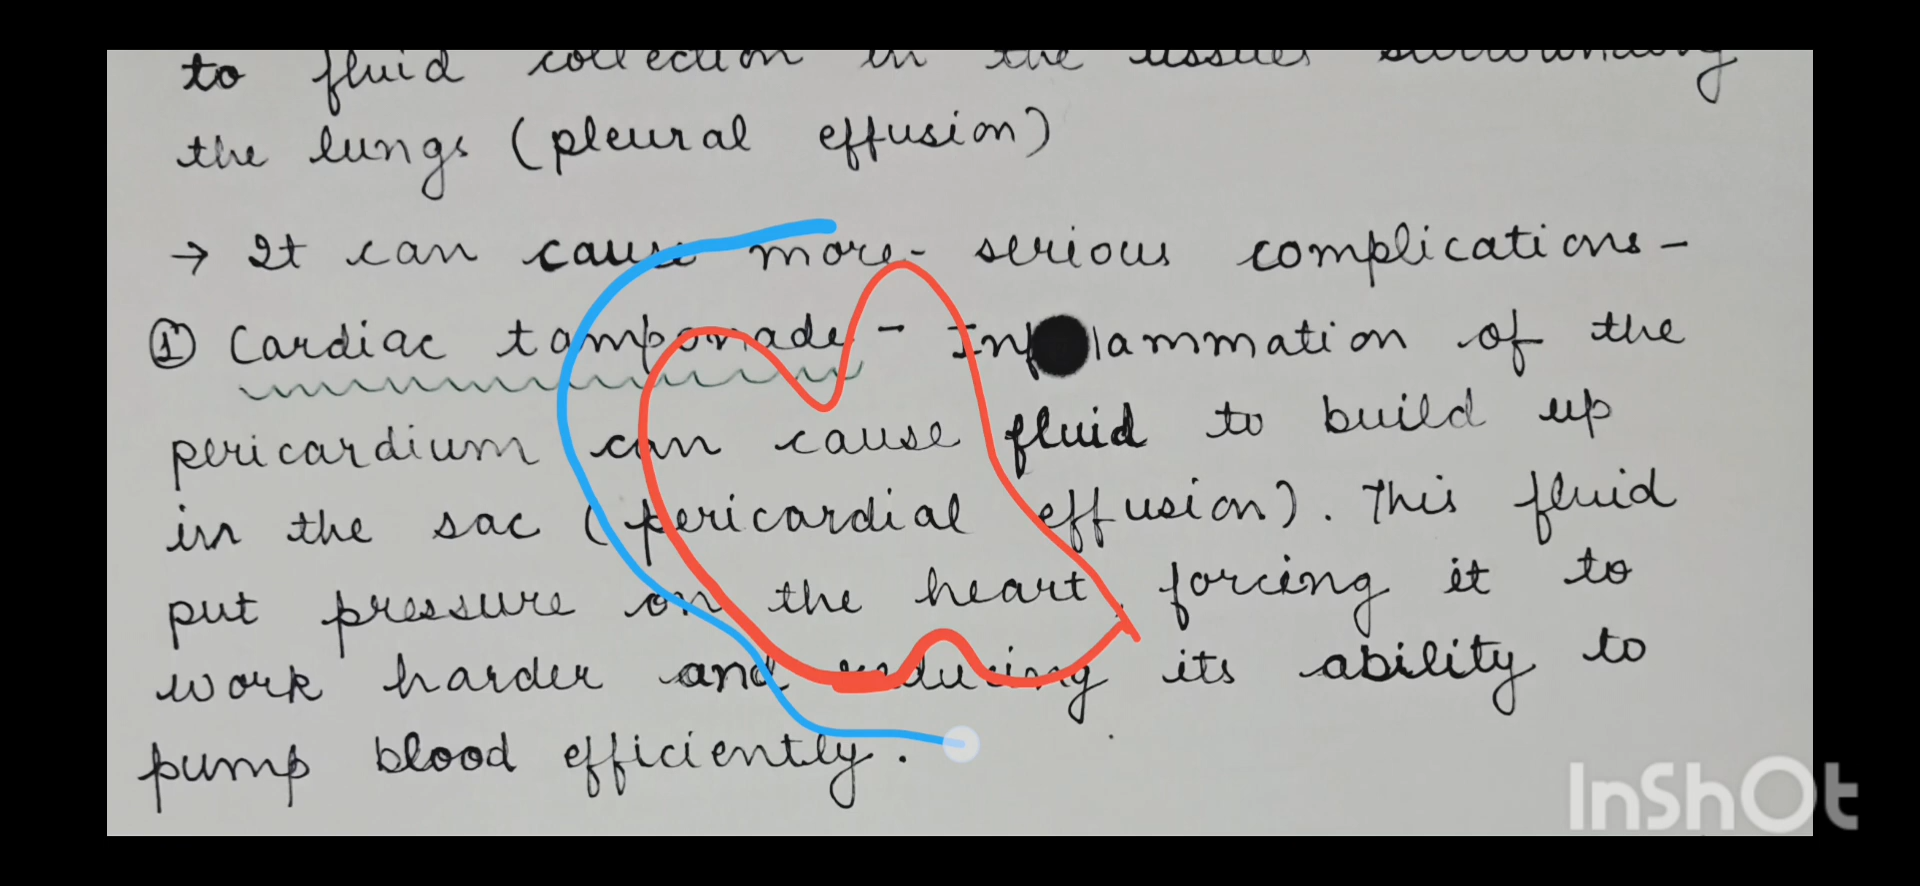 to fluid collection in the tissues surrounding
the lungs (pleural effusion)
→ It can cause more serious complications -
① Cardiac tamponade - Inflammation of the
pericardium can cause fluid to build up
in the sac (pericardial effusion). This fluid
put pressure on the heart, forcing it to
work harder and reducing its ability to
pump blood efficiently.
InShOt